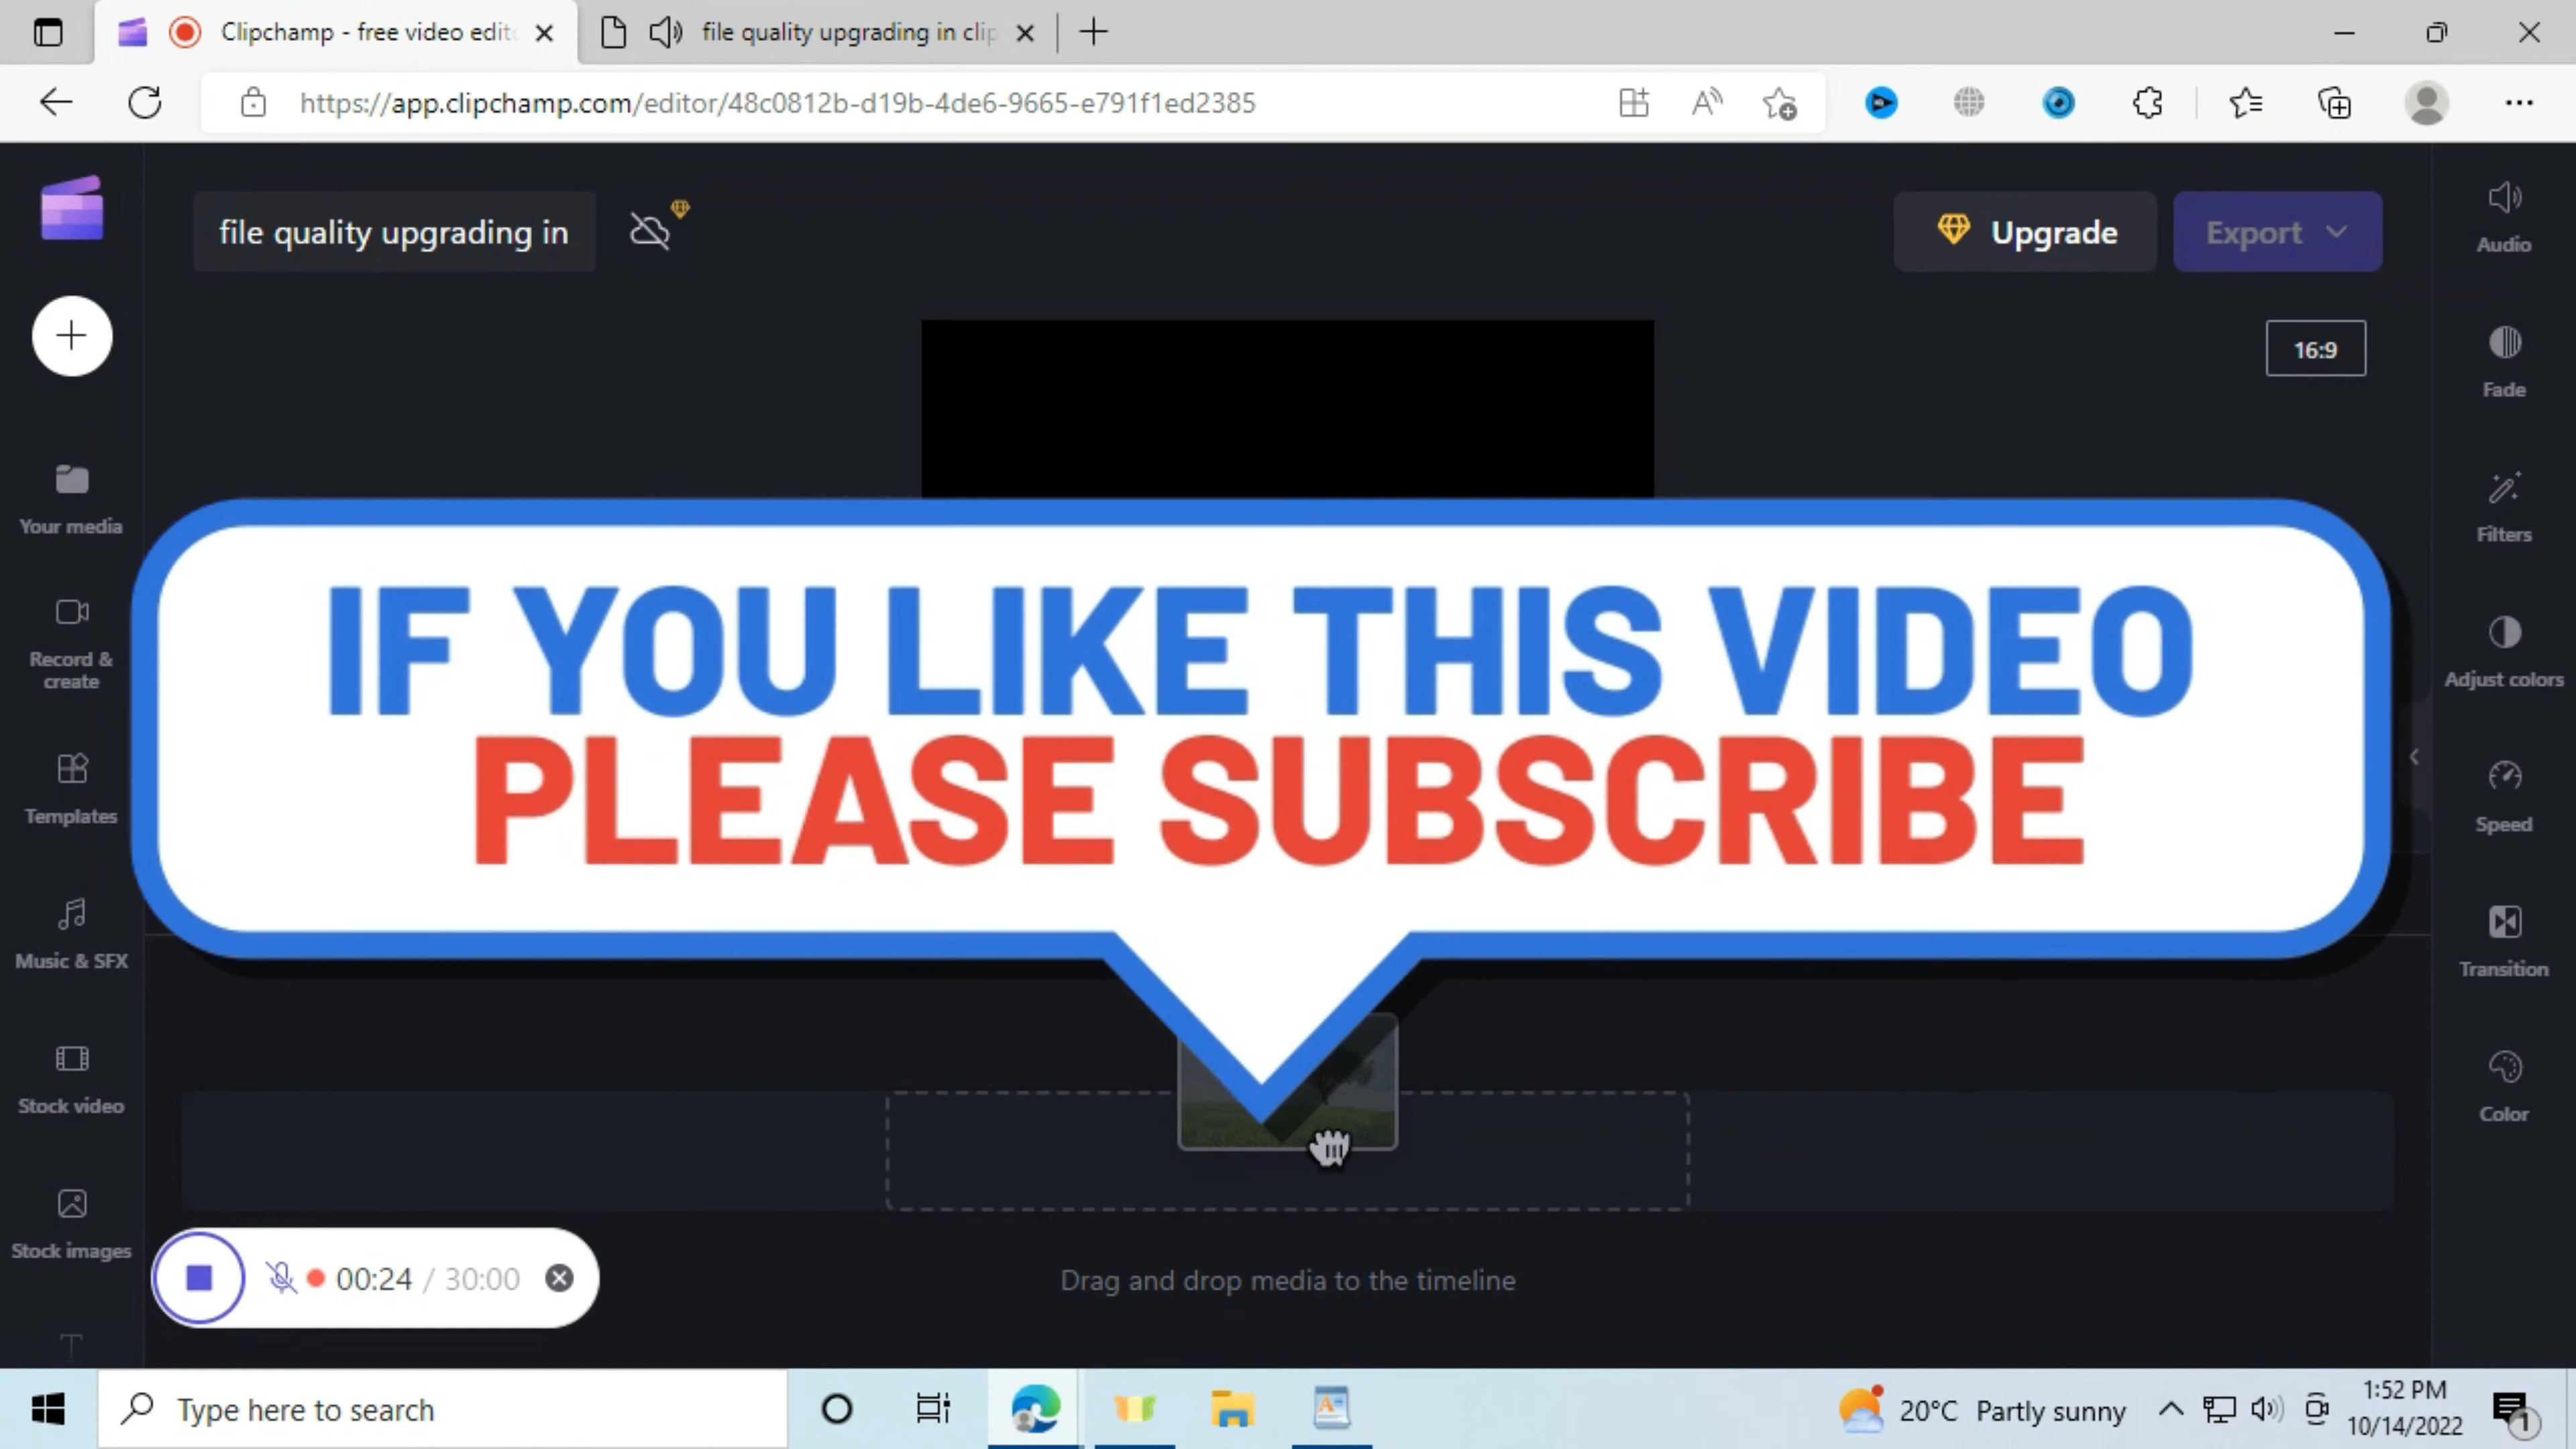 Clipchamp - free video edit
file quality upgrading in clip
https://app.clipchamp.com/editor/48c0812b-d19b-4de6-9665-e791f1ed2385
file quality upgrading in
Upgrade
Export
Audio
16:9
Fade
Your media
Filters
IF YOU LIKE THIS VIDEO
PLEASE SUBSCRIBE
Record &
create
Adjust colors
Templates
Speed
Music & SFX
Transition
Stock video
Color
Stock images
00:24 / 30:00
Drag and drop media to the timeline
Type here to search
20°C Partly sunny
1:52 PM
10/14/2022
1